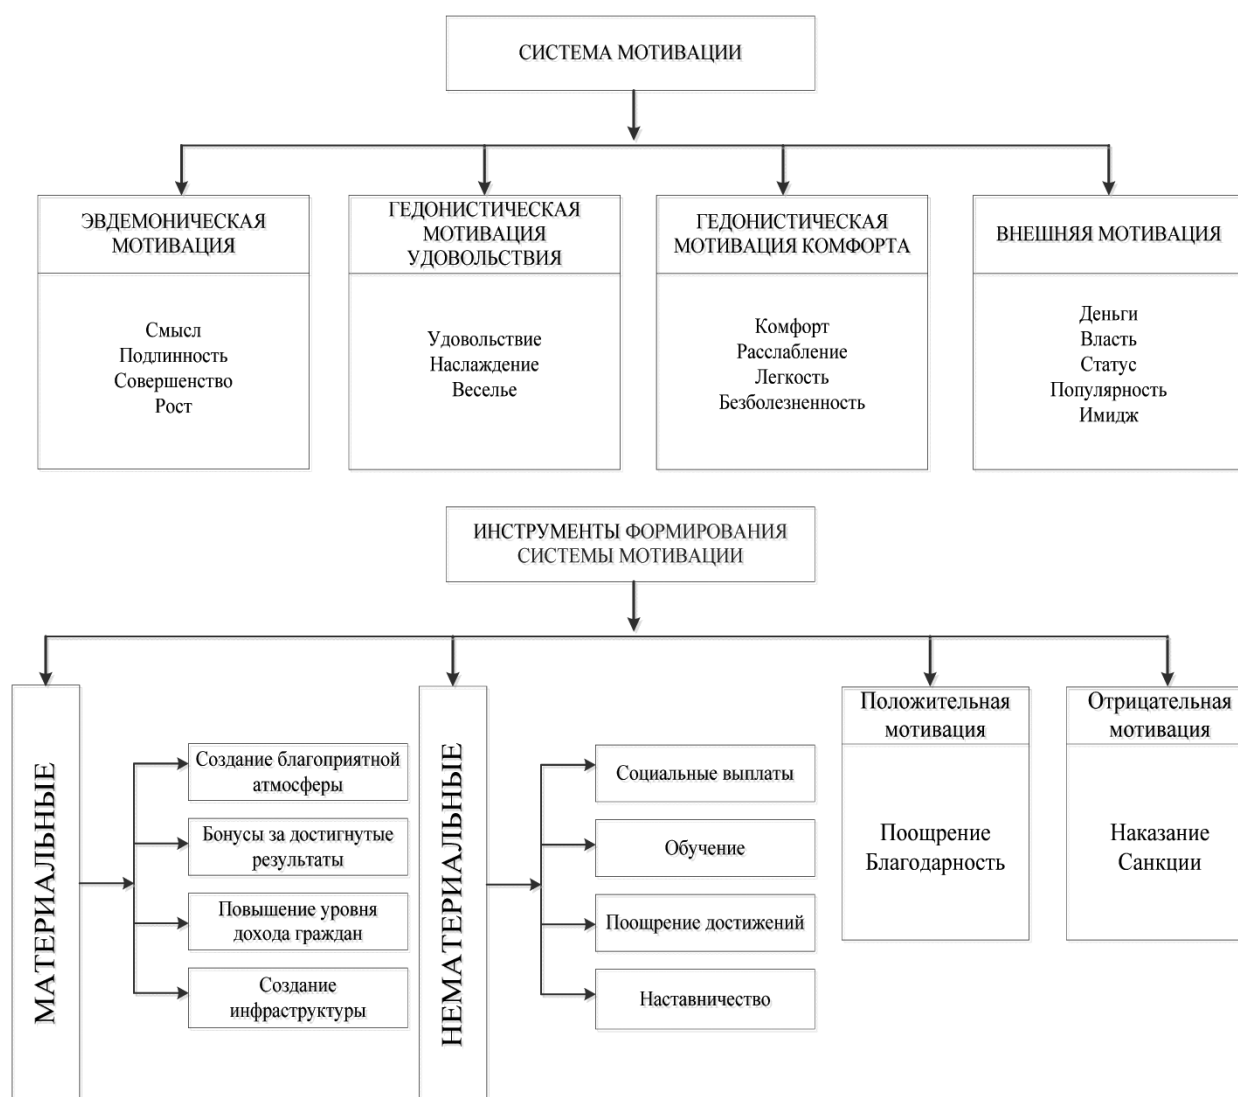 СИСТЕМА МОТИВАЦИИ
ЭВДЕМОНИЧЕСКАЯ
МОТИВАЦИЯ
Смысл
Подлинность
Совершенство
Рост
ГЕДОНИСТИЧЕСКАЯ
МОТИВАЦИЯ
УДОВОЛЬСТВИЯ
Удовольствие
Наслаждение
Веселье
ГЕДОНИСТИЧЕСКАЯ
МОТИВАЦИЯ КОМФОРТА
Комфорт
Расслабление
Легкость
Безболезненность
ВНЕШНЯЯ МОТИВАЦИЯ
Деньги
Власть
Статус
Популярность
Имидж
ИНСТРУМЕНТЫ ФОРМИРОВАНИЯ
СИСТЕМЫ МОТИВАЦИИ
МАТЕРИАЛЬНЫЕ
Создание благоприятной
атмосферы
Бонусы за достигнутые
результаты
Повышение уровня
дохода граждан
Создание
инфраструктуры
НЕМАТЕРИАЛЬНЫЕ
Социальные выплаты
Обучение
Поощрение достижений
Наставничество
Положительная
мотивация
Поощрение
Благодарность
Отрицательная
мотивация
Наказание
Санкции